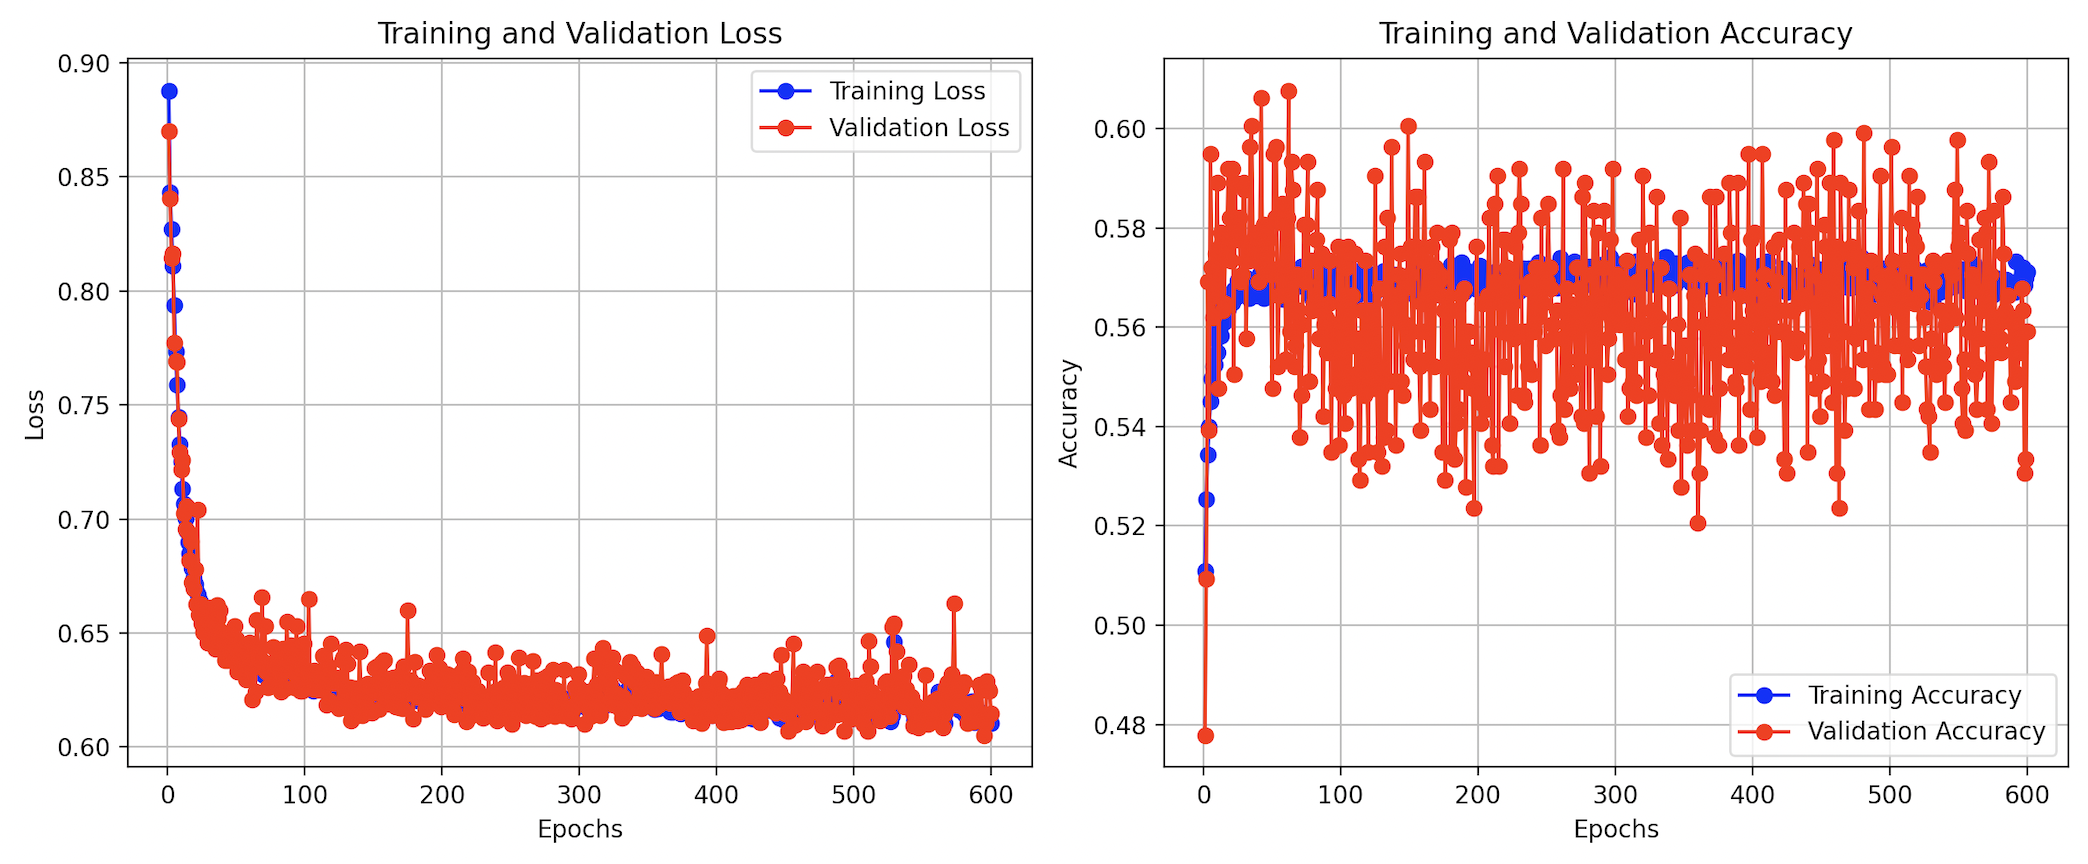 Training and Validation Loss
0.90
0.85
0.80
0.75
0.70
0.65
0.60
Loss
0
100
200
300
400
500
600
Epochs
Training Loss
Validation Loss
Training and Validation Accuracy
0.60
0.58
0.56
0.54
0.52
0.50
0.48
Accuracy
0
100
200
300
400
500
600
Epochs
Training Accuracy
Validation Accuracy